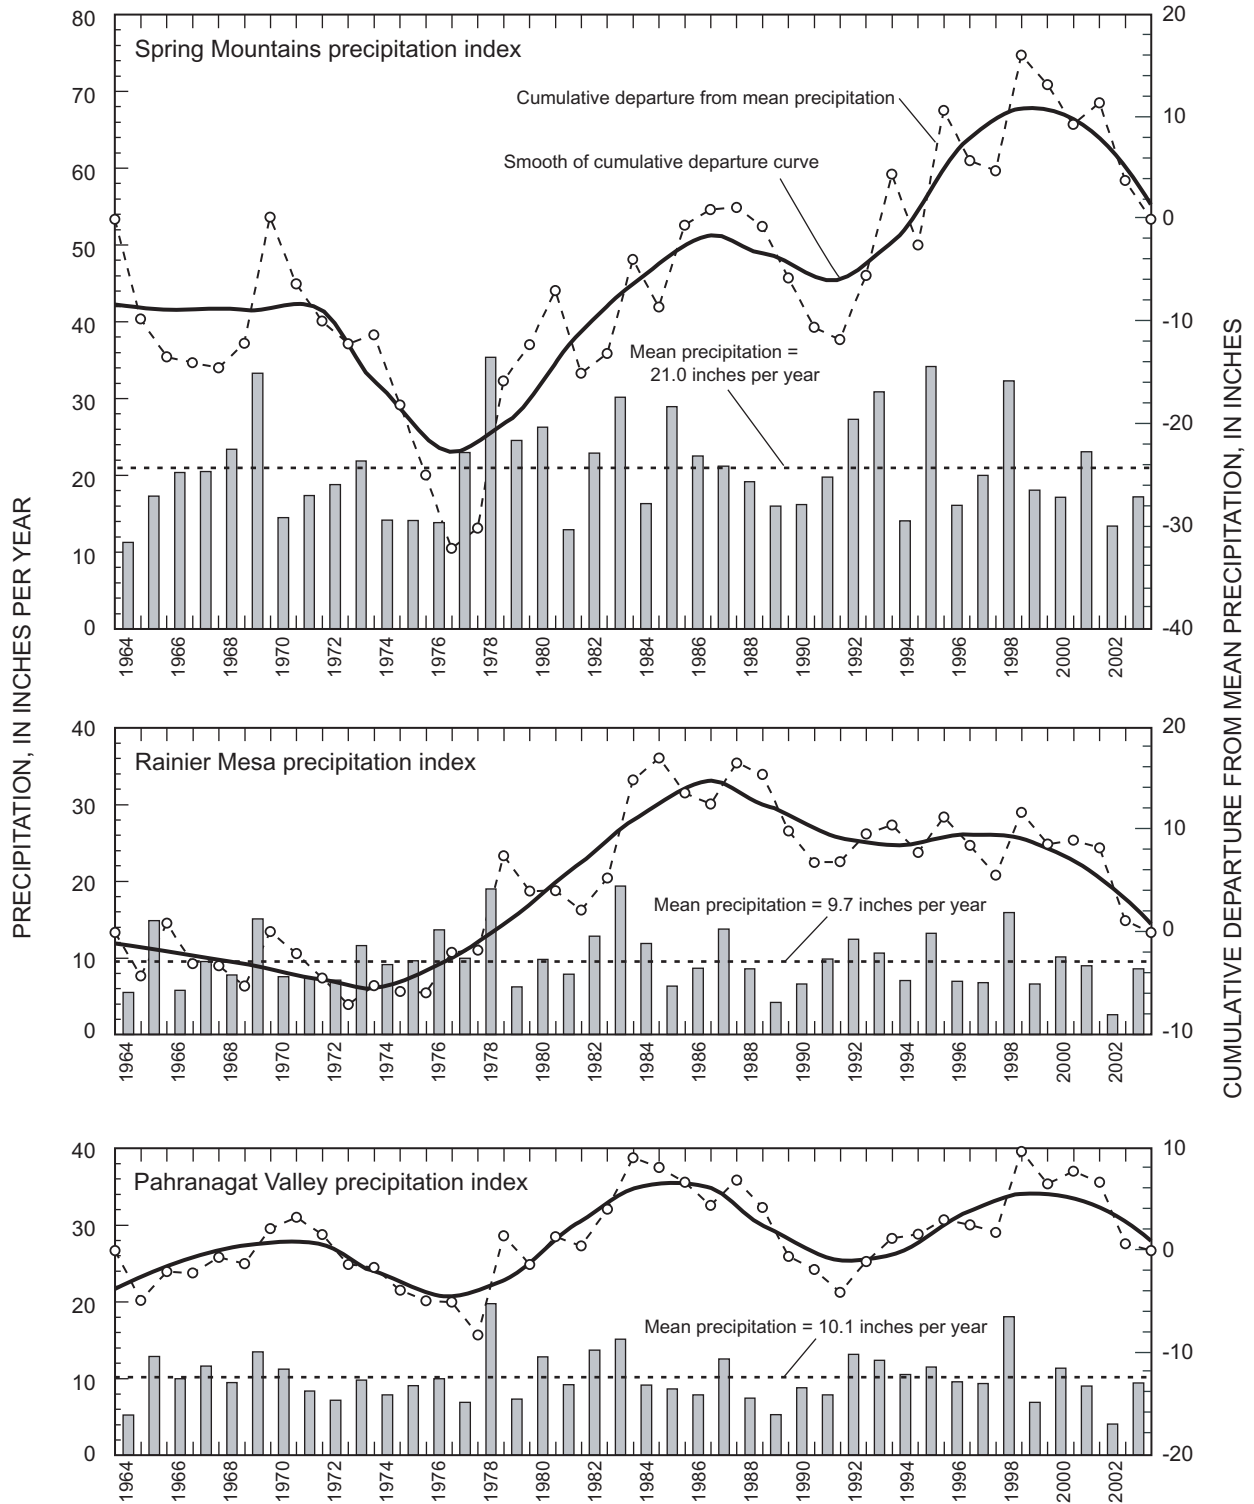 PRECIPITATION, IN INCHES PER YEAR
CUMULATIVE DEPARTURE FROM MEAN PRECIPITATION, IN INCHES
Spring Mountains precipitation index
Cumulative departure from mean precipitation
Smooth of cumulative departure curve
Mean precipitation =
21.0 inches per year
80
70
60
50
40
30
20
10
0
20
10
0
-10
-20
-30
-40
1964 1966 1968 1970 1972 1974 1976 1978 1980 1982 1984 1986 1988 1990 1992 1994 1996 1998 2000 2002
Rainier Mesa precipitation index
Mean precipitation = 9.7 inches per year
40
30
20
10
0
20
10
0
-10
1964 1966 1968 1970 1972 1974 1976 1978 1980 1982 1984 1986 1988 1990 1992 1994 1996 1998 2000 2002
Pahranagat Valley precipitation index
Mean precipitation = 10.1 inches per year
40
30
20
10
0
10
0
-10
-20
1964 1966 1968 1970 1972 1974 1976 1978 1980 1982 1984 1986 1988 1990 1992 1994 1996 1998 2000 2002